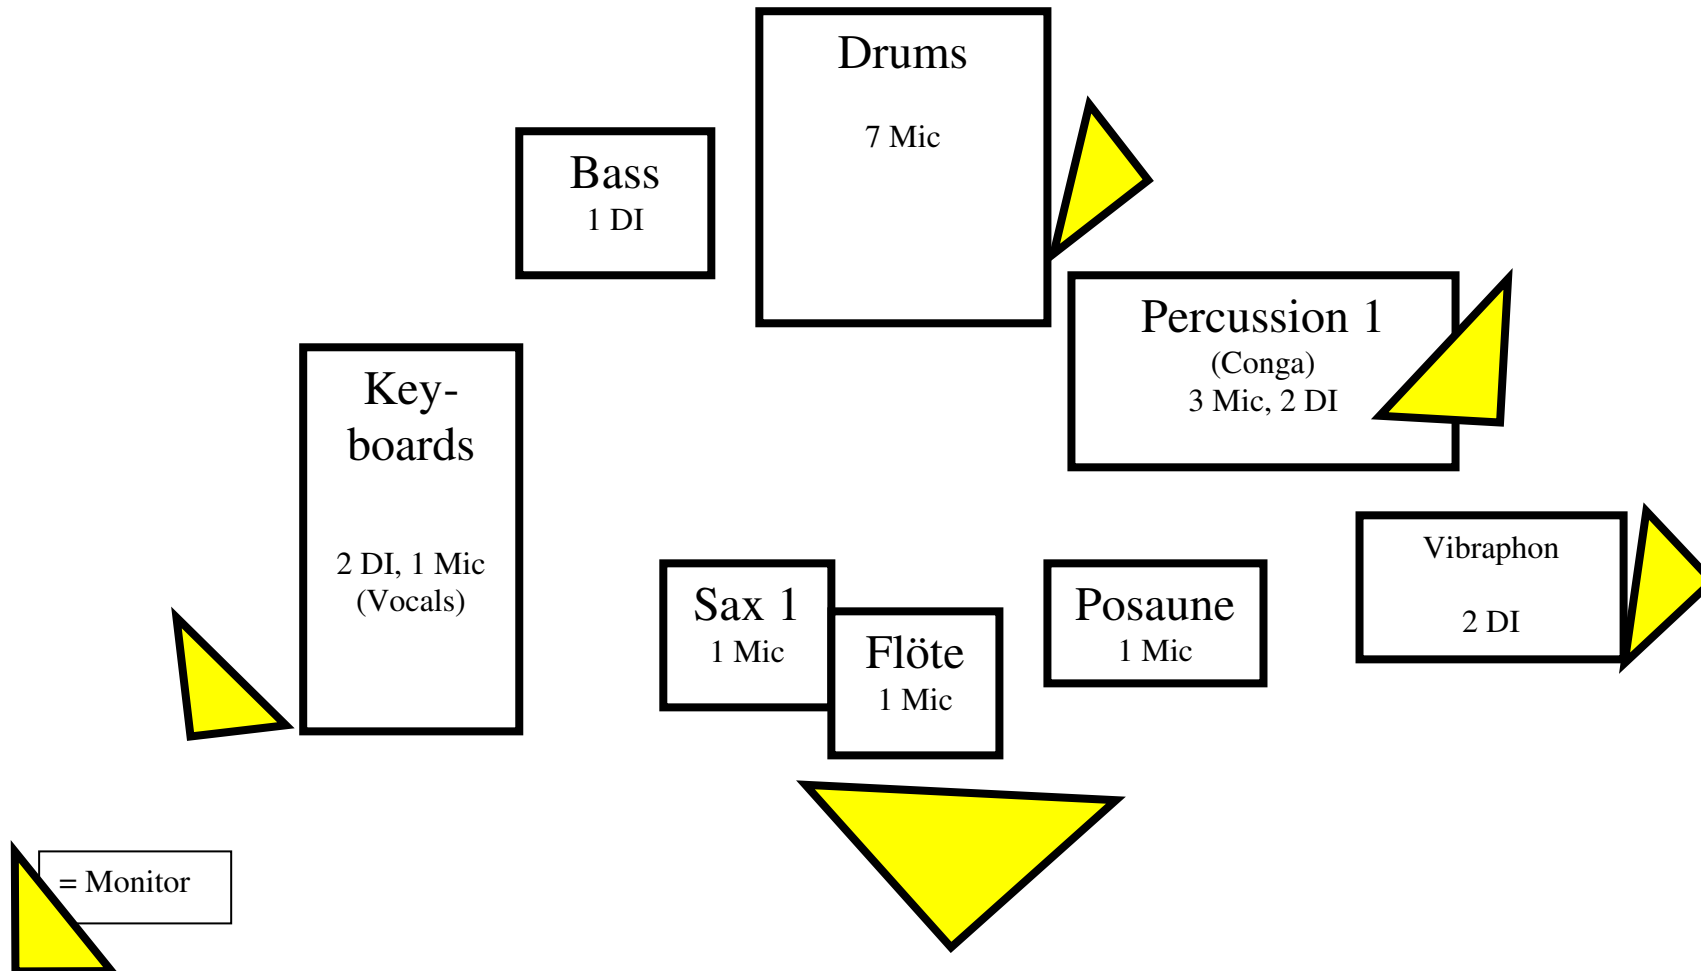 Drums
7 Mic
Bass
1 DI
Percussion 1
(Conga)
3 Mic, 2 DI
Key-
boards
2 DI, 1 Mic
(Vocals)
Sax 1
1 Mic
Flöte
1 Mic
Posaune
1 Mic
Vibraphon
2 DI
= Monitor